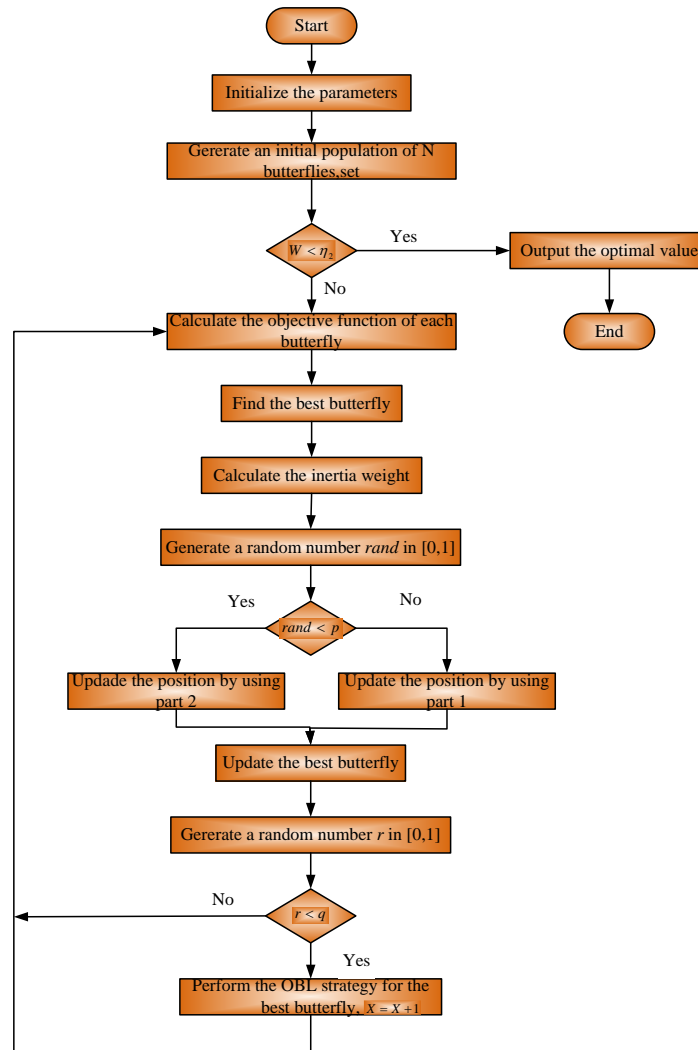 Start
Initialize the parameters
Gererate an initial population of N
butterflies,set
W < η₂
Yes
Output the optimal value
No
End
Calculate the objective function of each
butterfly
Find the best butterfly
Calculate the inertia weight
Generate a random number rand in [0,1]
Yes
No
rand < p
Updade the position by using
part 2
Update the position by using
part 1
Update the best butterfly
Gererate a random number r in [0,1]
No
r < q
Yes
Perform the OBL strategy for the
best butterfly, X = X +1